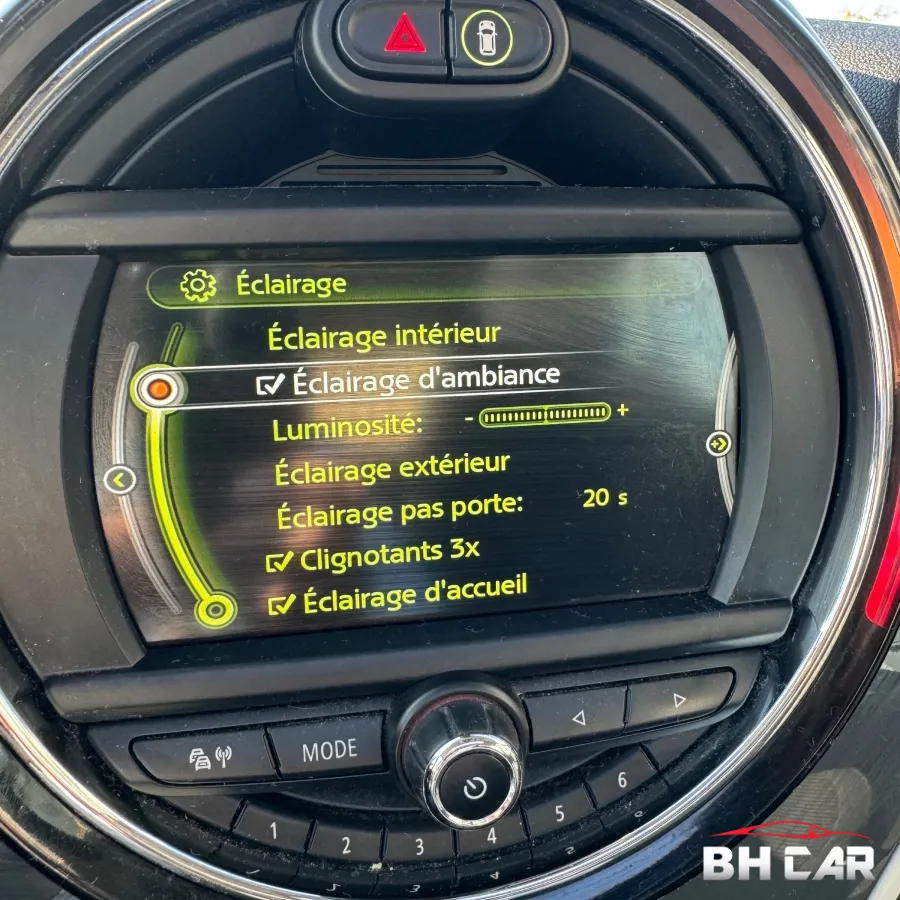 Éclairage
Éclairage intérieur
Éclairage d'ambiance
Luminosité: - +
Éclairage extérieur
Éclairage pas porte: 20 s
Clignotants 3x
Éclairage d'accueil
MODE
1 2 3 4 5 6
BH CAR